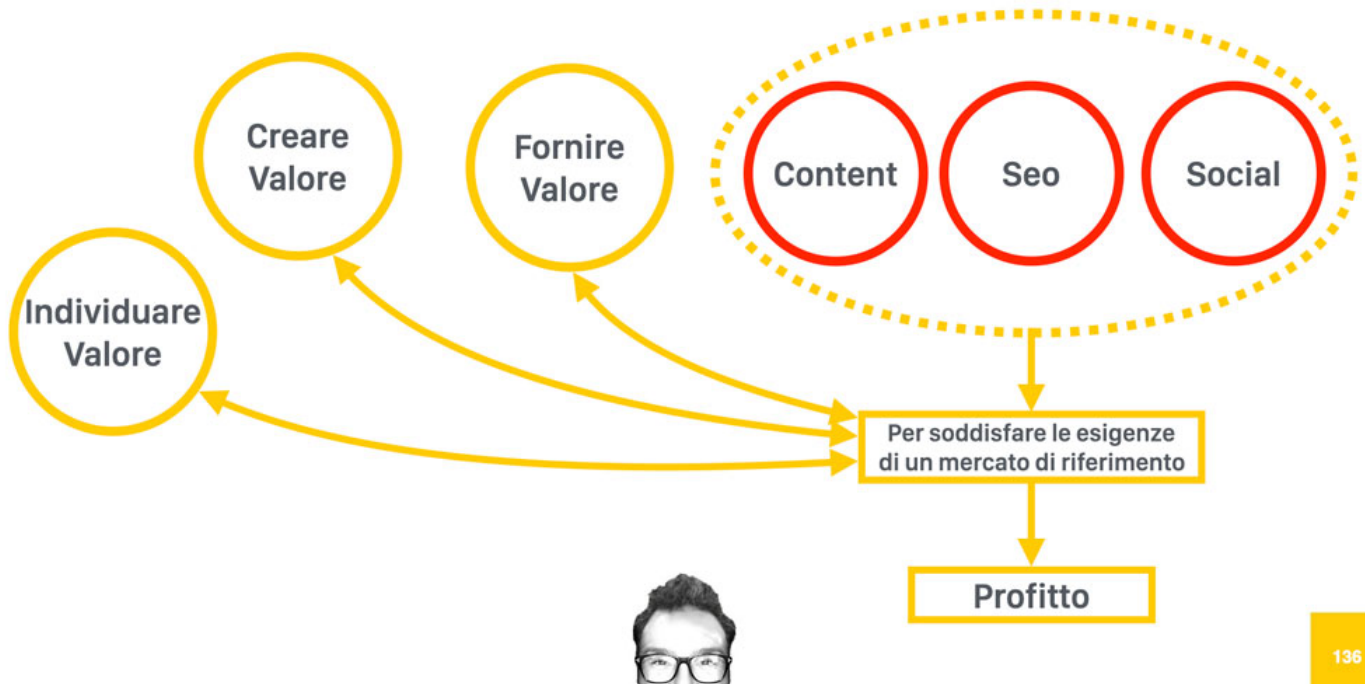 Creare
Valore
Fornire
Valore
Content
Seo
Social
Individuare
Valore
Per soddisfare le esigenze
di un mercato di riferimento
Profitto
136